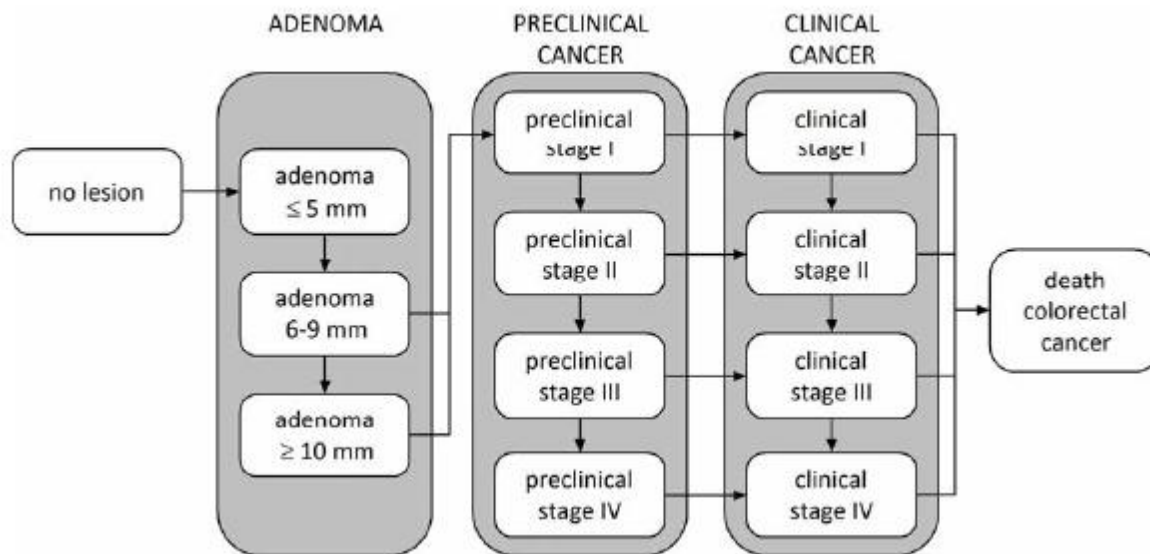 ADENOMA
PRECLINICAL
CANCER
CLINICAL
CANCER
no lesion
adenoma
≤ 5 mm
adenoma
6-9 mm
adenoma
≥ 10 mm
preclinical
stage I
preclinical
stage II
preclinical
stage III
preclinical
stage IV
clinical
stage I
clinical
stage II
clinical
stage III
clinical
stage IV
death
colorectal
cancer